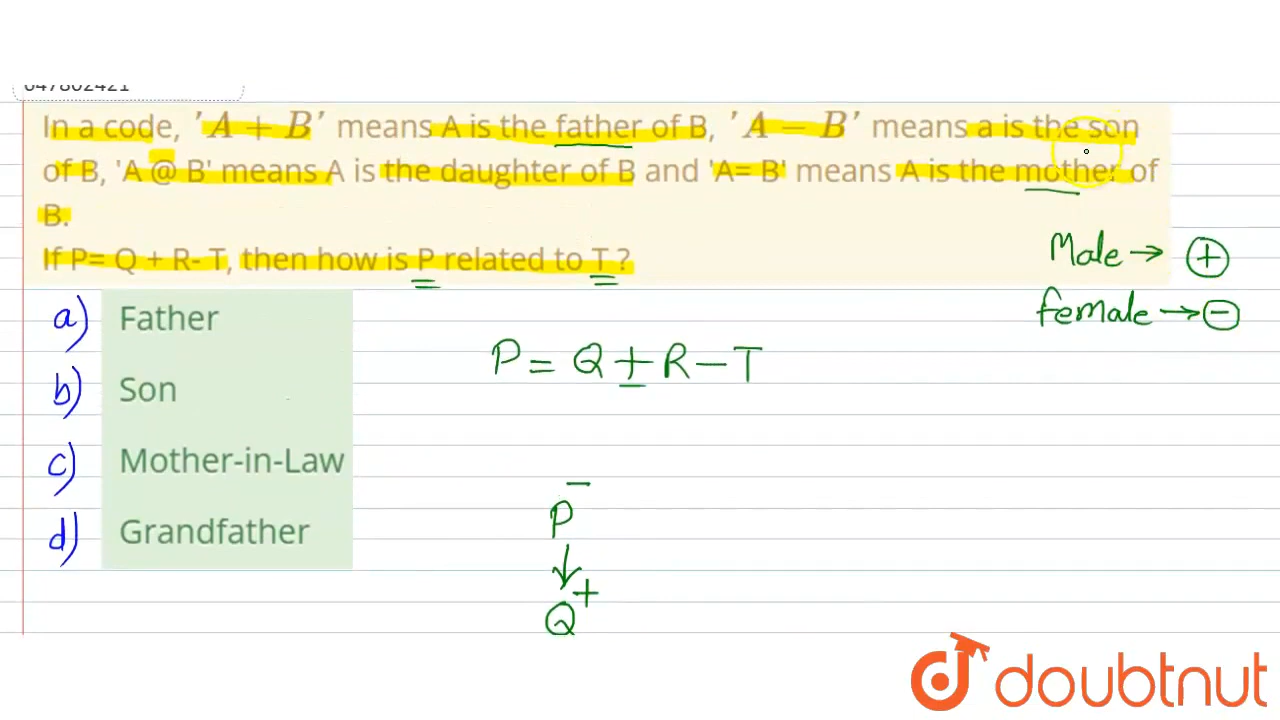 647802421
In a code, 'A + B' means A is the father of B, 'A − B' means a is the son
of B, 'A @ B' means A is the daughter of B and 'A= B' means A is the mother of
B.
If P= Q + R- T, then how is P related to T ?
Male → +
female → −
a) Father
b) Son
c) Mother-in-Law
d) Grandfather
P = Q + R − T
P −
↓
Q +
doubtnut